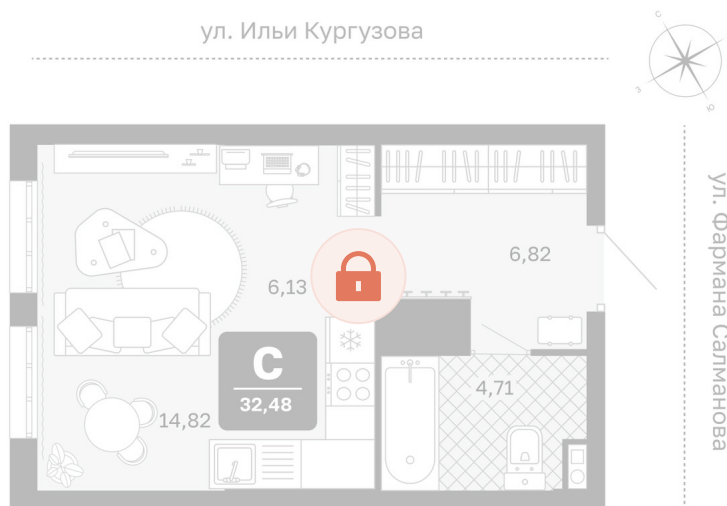 ул. Ильи Кургузова
с
з
ю
ул. Фармана Салманова
6,82
6,13
С
32,48
4,71
14,82